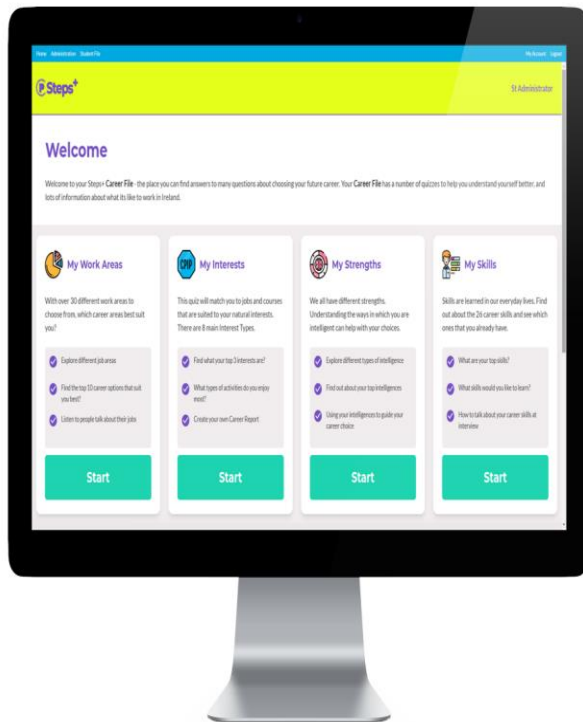 Home Administration Student File
My Account Logout
Steps+
St Administrator
Welcome
Welcome to your Steps+ Career File - the place you can find answers to many questions about choosing your future career. Your Career File has a number of quizzes to help you understand yourself better, and
lots of information about what its like to work in Ireland.
My Work Areas
With over 30 different work areas to
choose from, which career areas best suit
you?
Explore different job areas
Find the top 10 career options that suit
you best?
Listen to people talk about their jobs
Start
CPIP
My Interests
This quiz will match you to jobs and courses
that are suited to your natural interests.
There are 8 main Interest Types.
Find what your top 3 interests are?
What types of activities do you enjoy
most?
Create your own Career Report
Start
My Strengths
We all have different strengths.
Understanding the ways in which you are
intelligent can help with your choices.
Explore different types of intelligence
Find out about your top intelligences
Using your intelligences to guide your
career choice
Start
My Skills
Skills are learned in our everyday lives. Find
out about the 26 career skills and see which
ones that you already have.
What are your top skills?
What skills would you like to learn?
How to talk about your career skills at
interview
Start